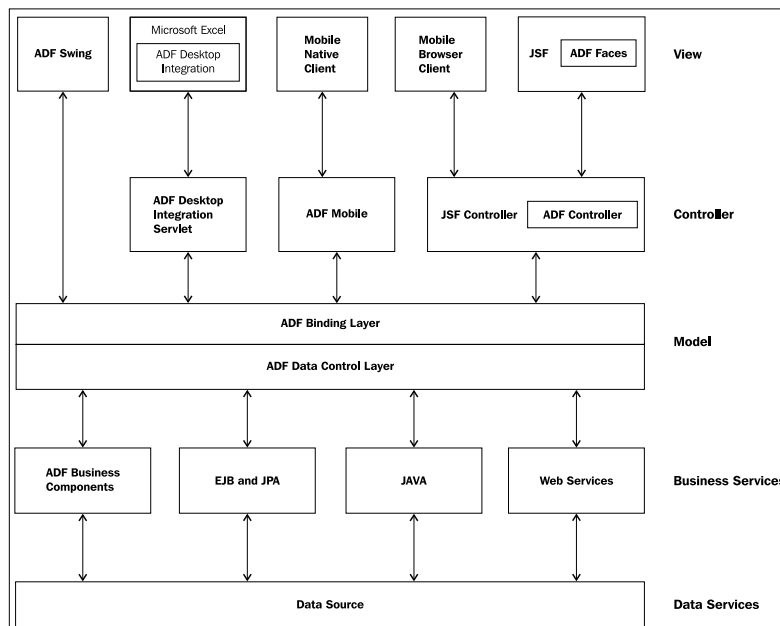 ADF Swing
Microsoft Excel
ADF Desktop
Integration
Mobile
Native
Client
Mobile
Browser
Client
JSF
ADF Faces
View
ADF Desktop
Integration
Servlet
ADF Mobile
JSF Controller
ADF Controller
Controller
ADF Binding Layer
ADF Data Control Layer
Model
ADF Business
Components
EJB and JPA
JAVA
Web Services
Business Services
Data Source
Data Services